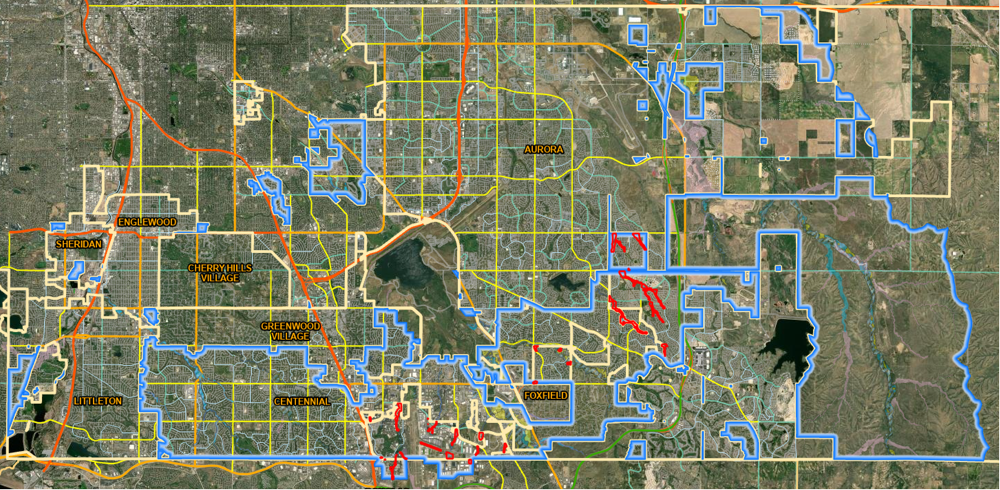 AURORA
ENGLEWOOD
SHERIDAN
CHERRY HILLS
VILLAGE
GREENWOOD
VILLAGE
FOXFIELD
LITTLETON
CENTENNIAL